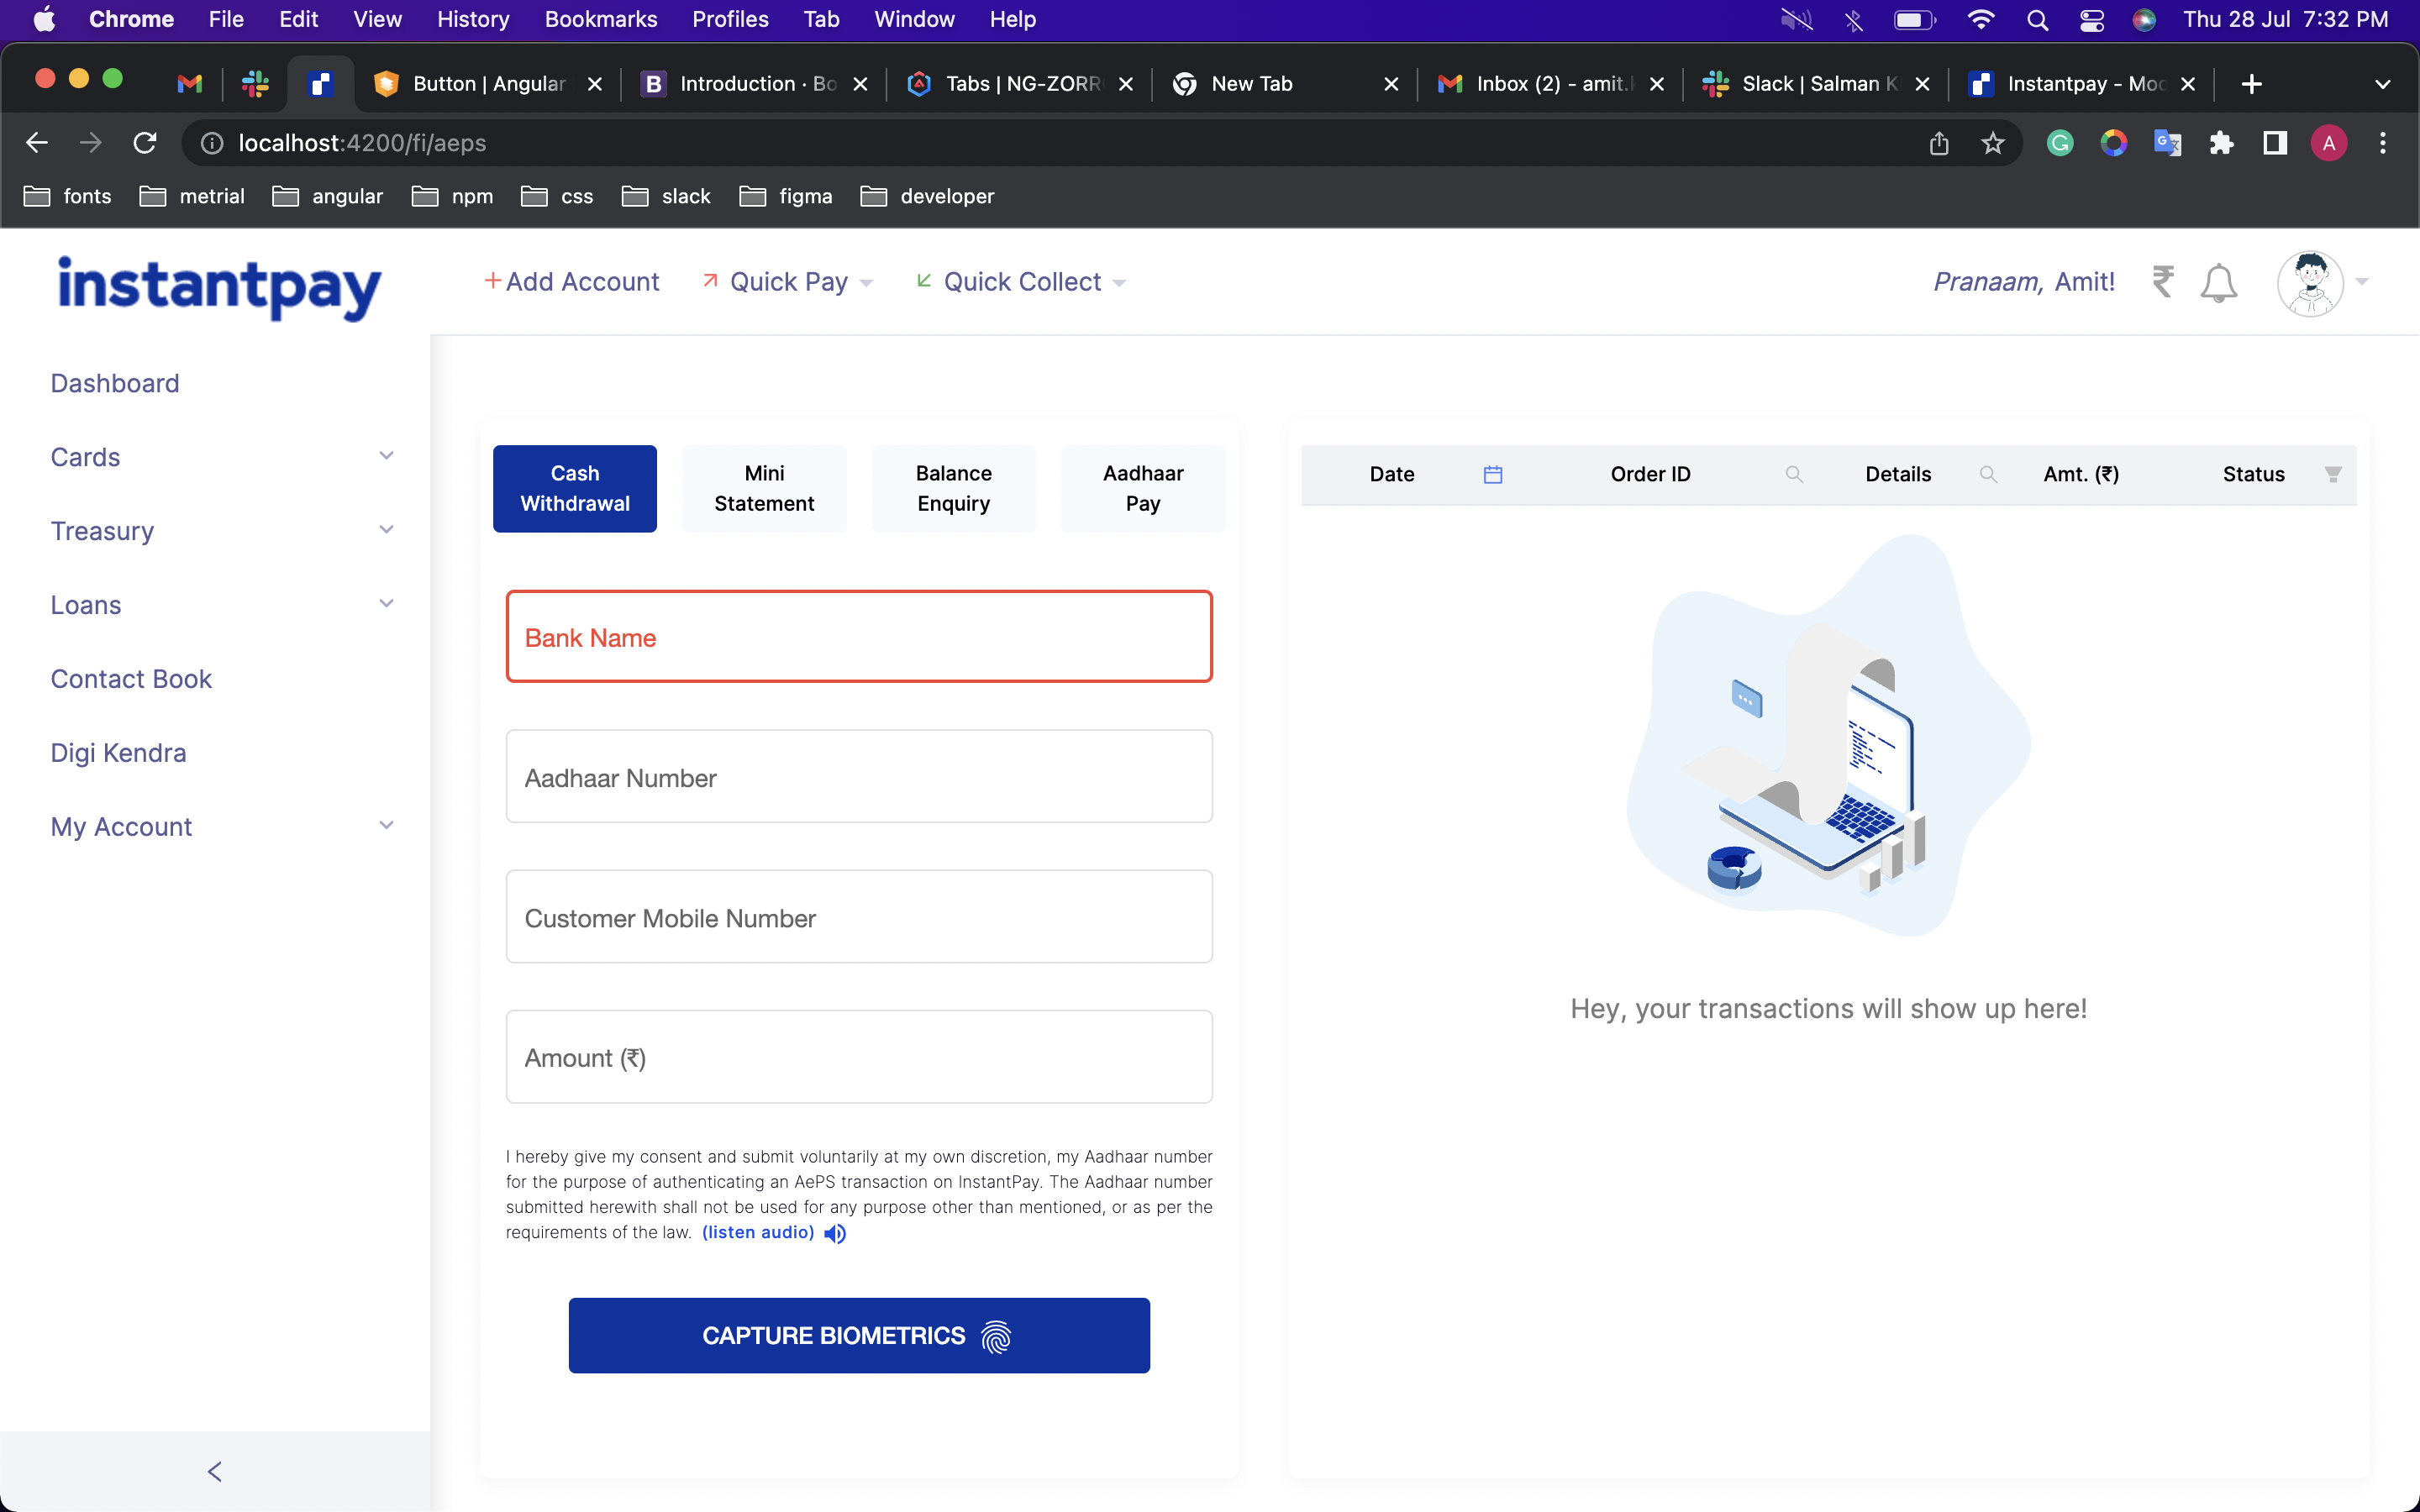 Chrome File Edit View History Bookmarks Profiles Tab Window Help Thu 28 Jul 7:32 PM
Button | Angular Introduction · Bo Tabs | NG-ZORR New Tab Inbox (2) - amit. Slack | Salman K Instantpay - Moc
localhost:4200/fi/aeps A
fonts metrial angular npm css slack figma developer
instantpay
+Add Account Quick Pay Quick Collect Pranaam, Amit! ₹
Dashboard
Cards
Treasury
Loans
Contact Book
Digi Kendra
My Account
Cash
Withdrawal
Mini
Statement
Balance
Enquiry
Aadhaar
Pay
Bank Name
Aadhaar Number
Customer Mobile Number
Amount (₹)
I hereby give my consent and submit voluntarily at my own discretion, my Aadhaar number
for the purpose of authenticating an AePS transaction on InstantPay. The Aadhaar number
submitted herewith shall not be used for any purpose other than mentioned, or as per the
requirements of the law. (listen audio)
CAPTURE BIOMETRICS
Date Order ID Details Amt. (₹) Status
Hey, your transactions will show up here!